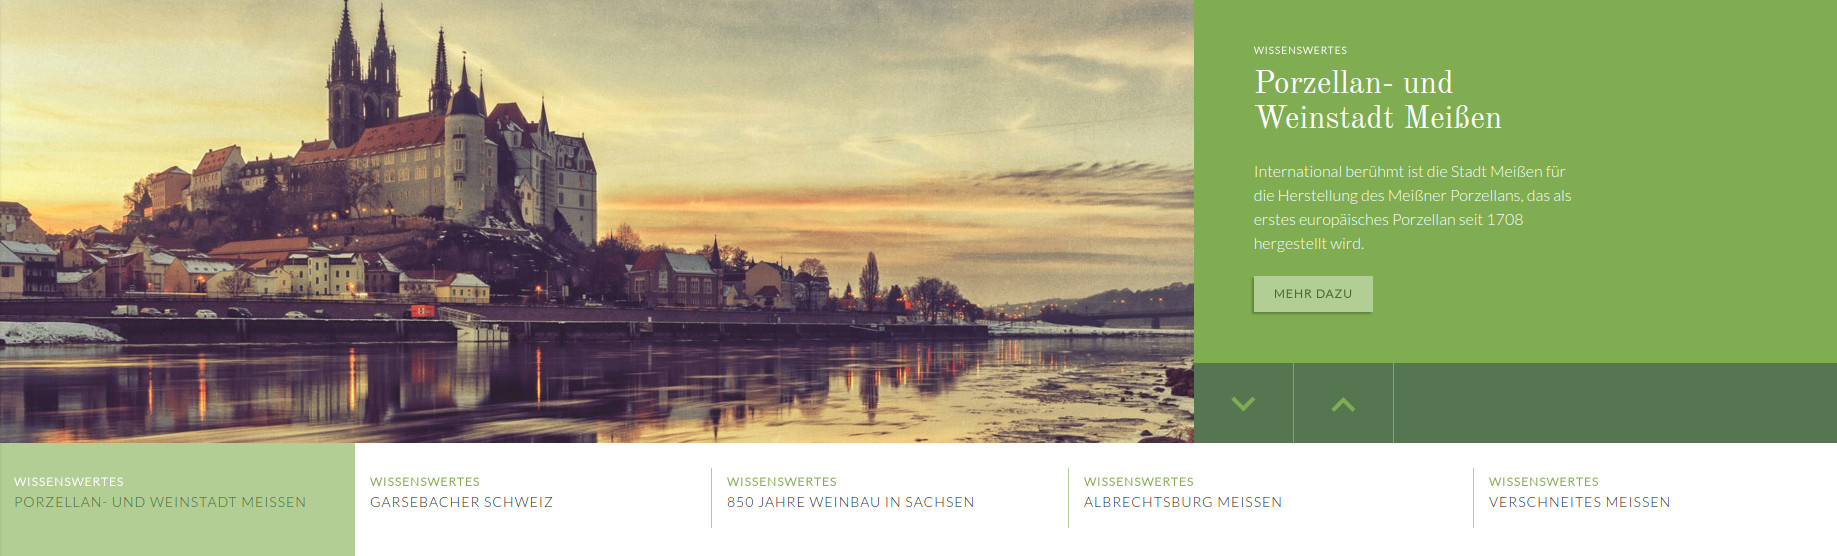 WISSENSWERTES
Porzellan- und
Weinstadt Meißen
International berühmt ist die Stadt Meißen für
die Herstellung des Meißner Porzellans, das als
erstes europäisches Porzellan seit 1708
hergestellt wird.
MEHR DAZU
WISSENSWERTES
PORZELLAN- UND WEINSTADT MEISSEN
WISSENSWERTES
GARSEBACHER SCHWEIZ
WISSENSWERTES
850 JAHRE WEINBAU IN SACHSEN
WISSENSWERTES
ALBRECHTSBURG MEISSEN
WISSENSWERTES
VERSCHNEITES MEISSEN